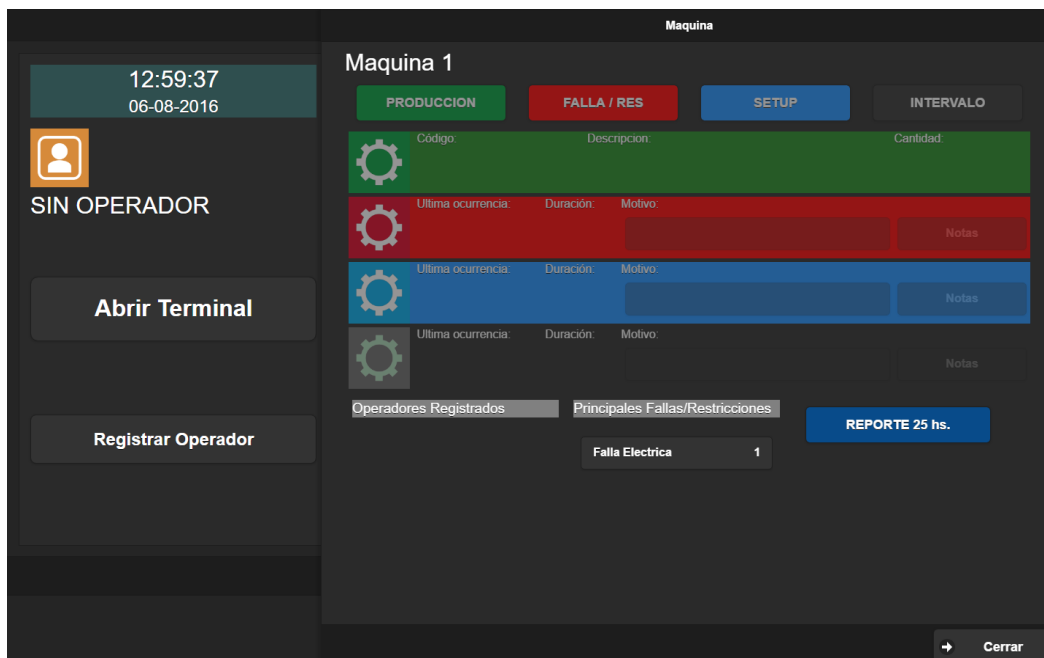 Maquina
12:59:37
06-08-2016
SIN OPERADOR
Abrir Terminal
Registrar Operador
Maquina 1
PRODUCCION FALLA / RES SETUP INTERVALO
Código: Descripcion: Cantidad:
Ultima ocurrencia: Duración: Motivo:
Notas
Ultima ocurrencia: Duración: Motivo:
Notas
Ultima ocurrencia: Duración: Motivo:
Notas
Operadores Registrados Principales Fallas/Restricciones
REPORTE 25 hs.
Falla Electrica 1
Cerrar